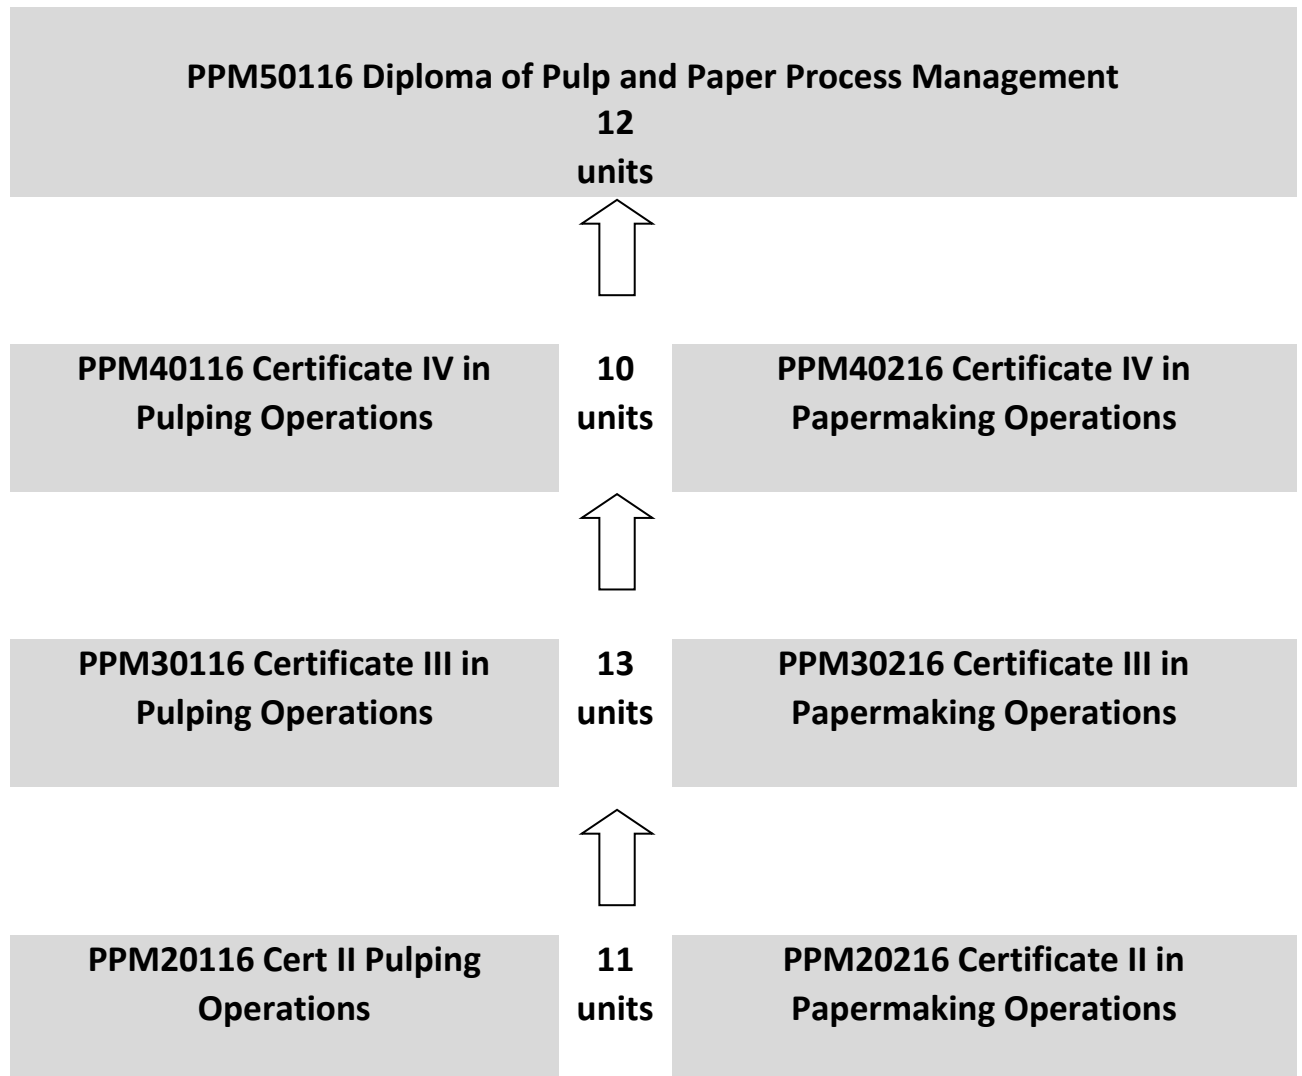 PPM50116 Diploma of Pulp and Paper Process Management
12
units
PPM40116 Certificate IV in
Pulping Operations
10
units
PPM40216 Certificate IV in
Papermaking Operations
PPM30116 Certificate III in
Pulping Operations
13
units
PPM30216 Certificate III in
Papermaking Operations
PPM20116 Cert II Pulping
Operations
11
units
PPM20216 Certificate II in
Papermaking Operations